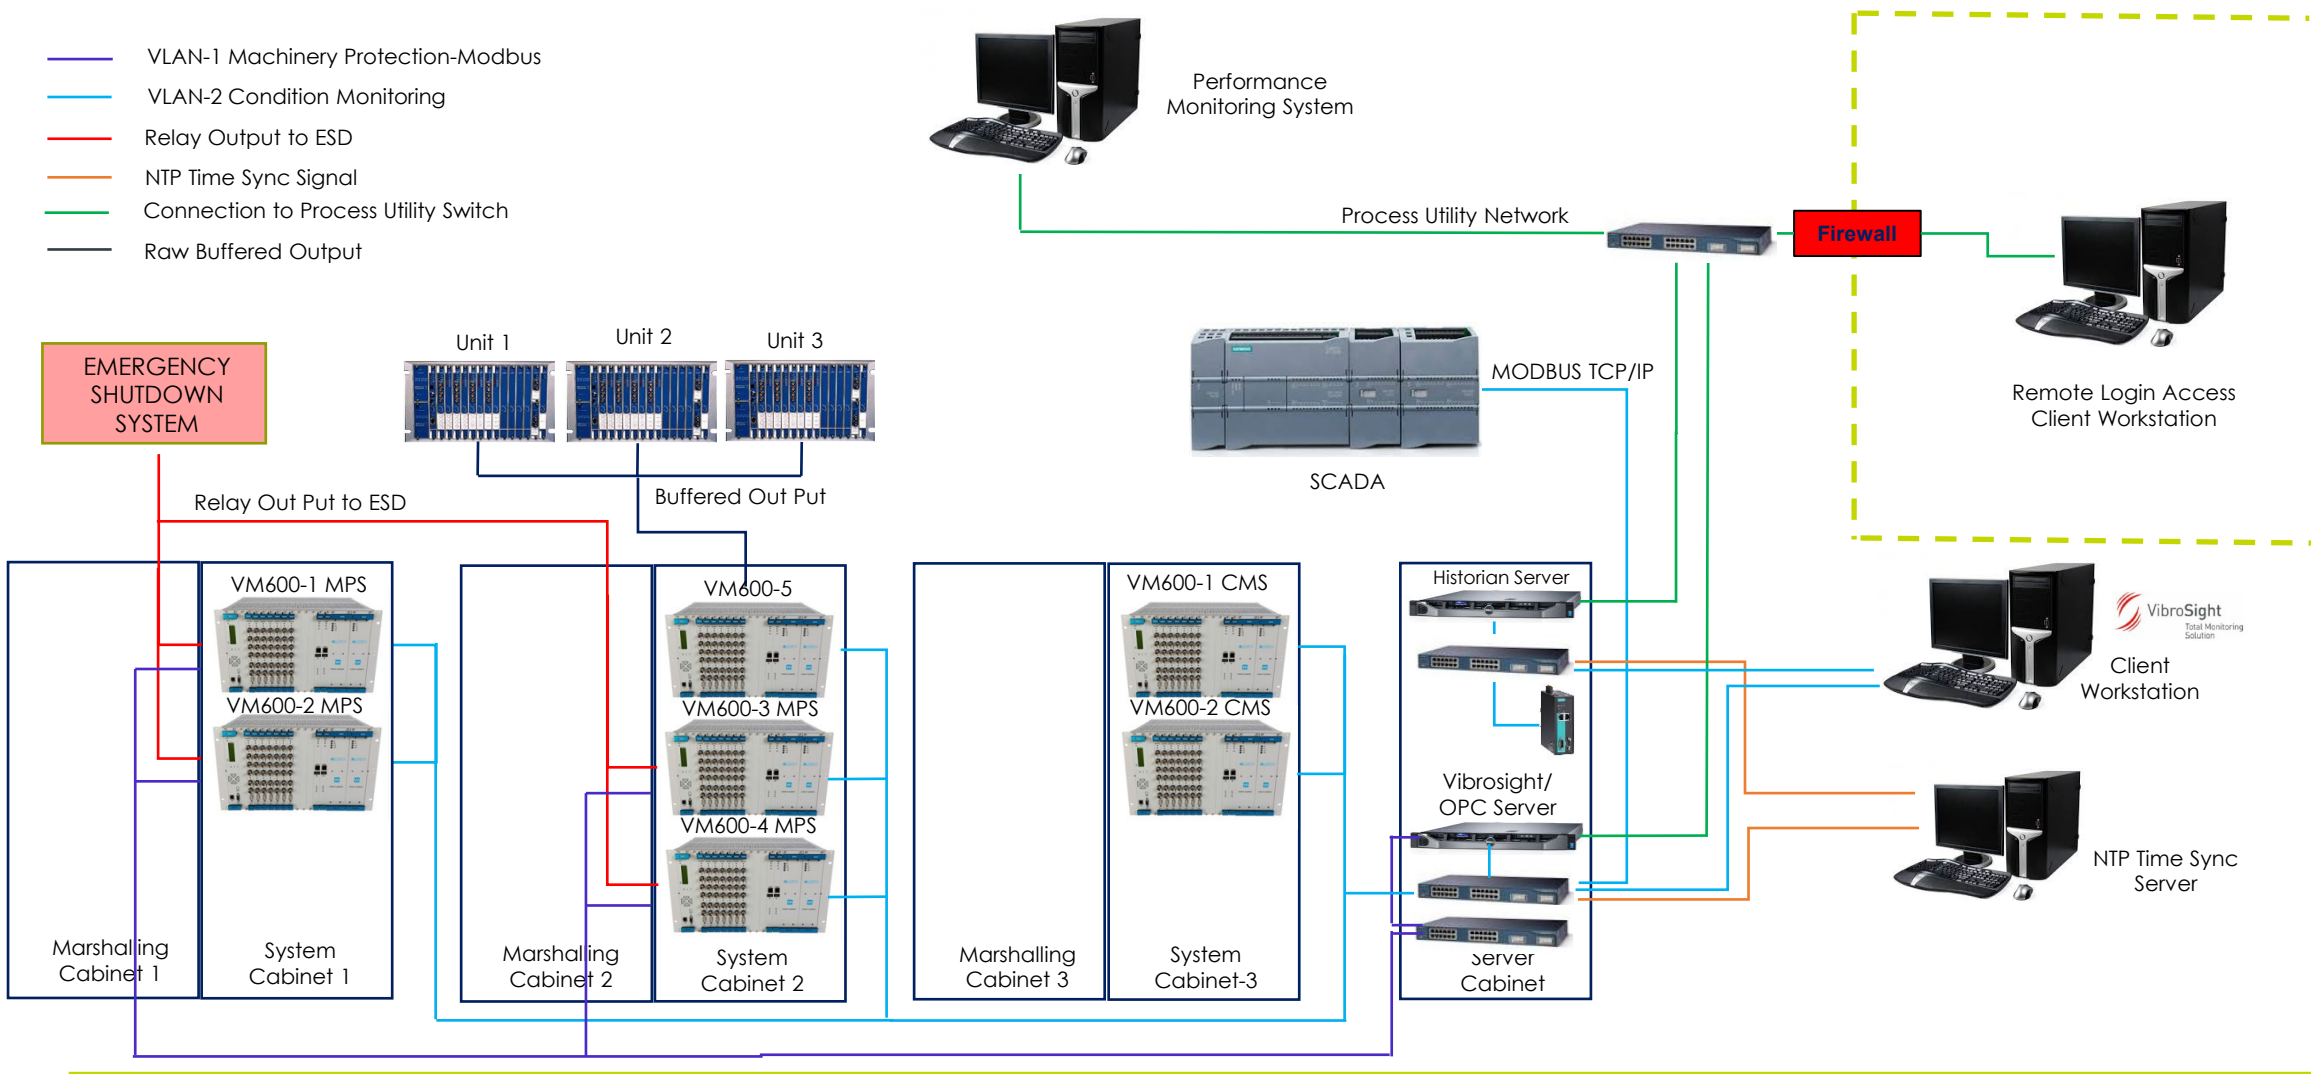 VLAN-1 Machinery Protection-Modbus
VLAN-2 Condition Monitoring
Relay Output to ESD
NTP Time Sync Signal
Connection to Process Utility Switch
Raw Buffered Output
Performance
Monitoring System
Process Utility Network
Firewall
Remote Login Access
Client Workstation
EMERGENCY
SHUTDOWN
SYSTEM
Unit 1
Unit 2
Unit 3
SIEMENS
MODBUS TCP/IP
SCADA
Relay Out Put to ESD
Buffered Out Put
VM600-1 MPS
VM600-2 MPS
Marshalling
Cabinet 1
System
Cabinet 1
VM600-5
VM600-3 MPS
VM600-4 MPS
Marshalling
Cabinet 2
System
Cabinet 2
VM600-1 CMS
VM600-2 CMS
Marshalling
Cabinet 3
System
Cabinet-3
Historian Server
Vibrosight/
OPC Server
Server
Cabinet
VibroSight
Total Monitoring
Solution
Client
Workstation
NTP Time Sync
Server